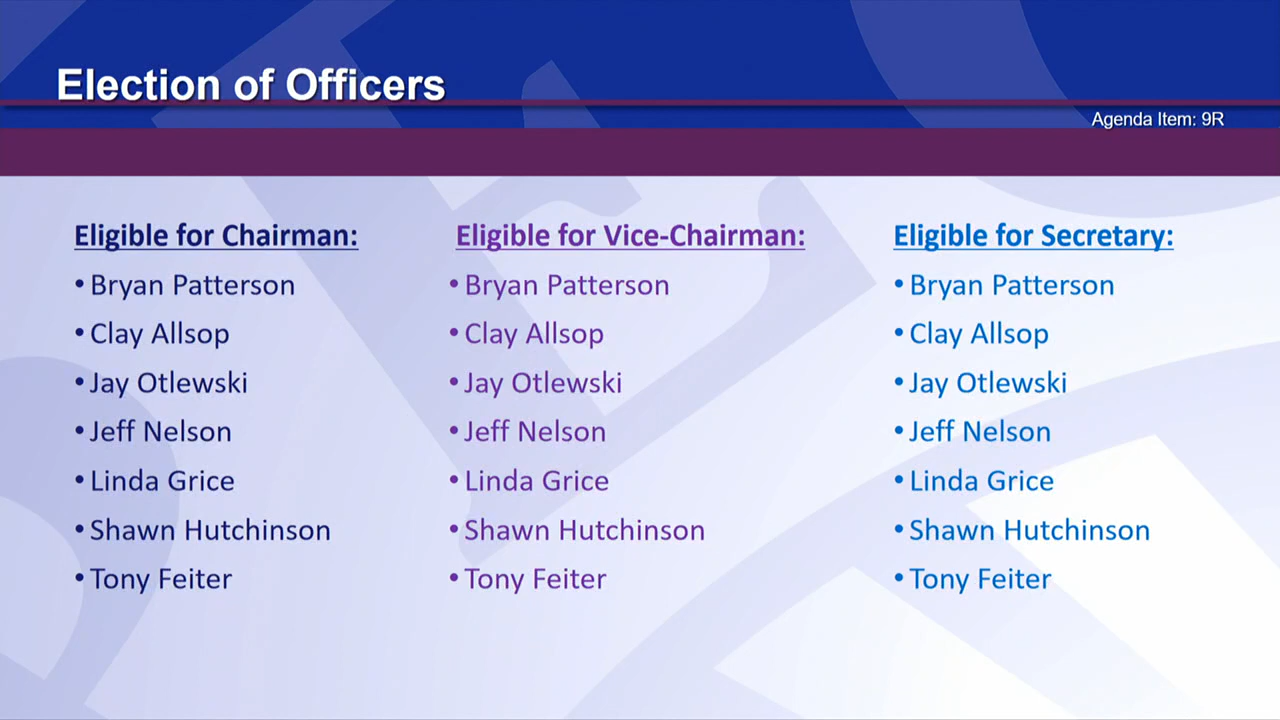 Election of Officers
Agenda Item: 9R
Eligible for Chairman:
• Bryan Patterson
• Clay Allsop
• Jay Otlewski
• Jeff Nelson
• Linda Grice
• Shawn Hutchinson
• Tony Feiter
Eligible for Vice-Chairman:
• Bryan Patterson
• Clay Allsop
• Jay Otlewski
• Jeff Nelson
• Linda Grice
• Shawn Hutchinson
• Tony Feiter
Eligible for Secretary:
• Bryan Patterson
• Clay Allsop
• Jay Otlewski
• Jeff Nelson
• Linda Grice
• Shawn Hutchinson
• Tony Feiter